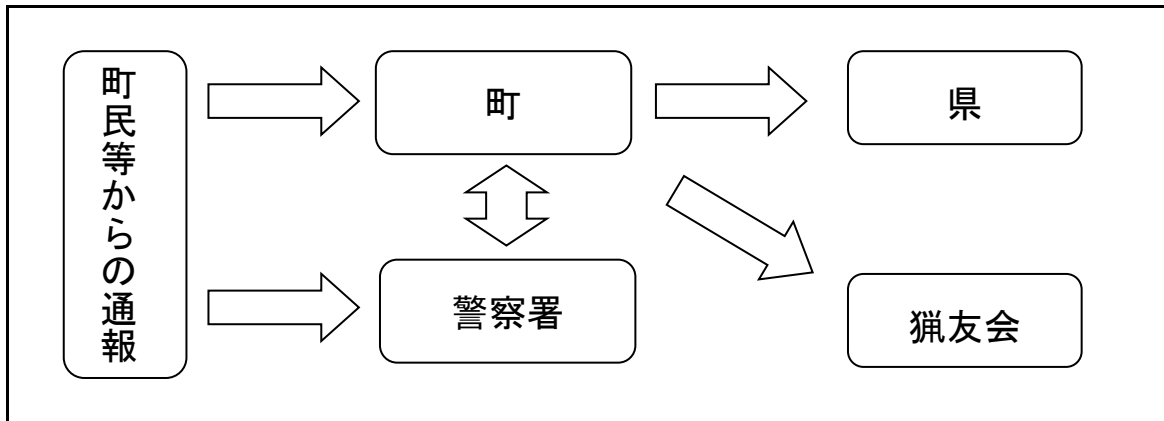 町民等からの通報
町
県
警察署
猟友会